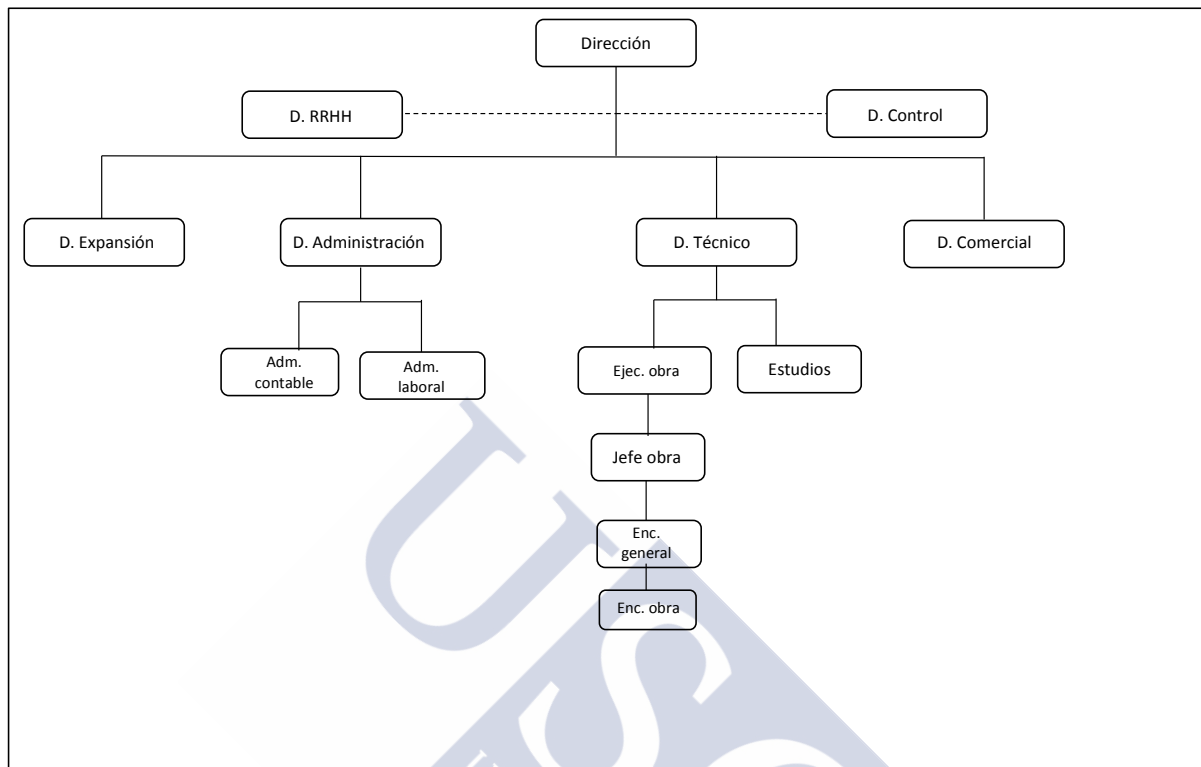 Dirección
D. RRHH
D. Control
D. Expansión
D. Administración
D. Técnico
D. Comercial
Adm.
contable
Adm.
laboral
Ejec. obra
Estudios
Jefe obra
Enc.
general
Enc. obra